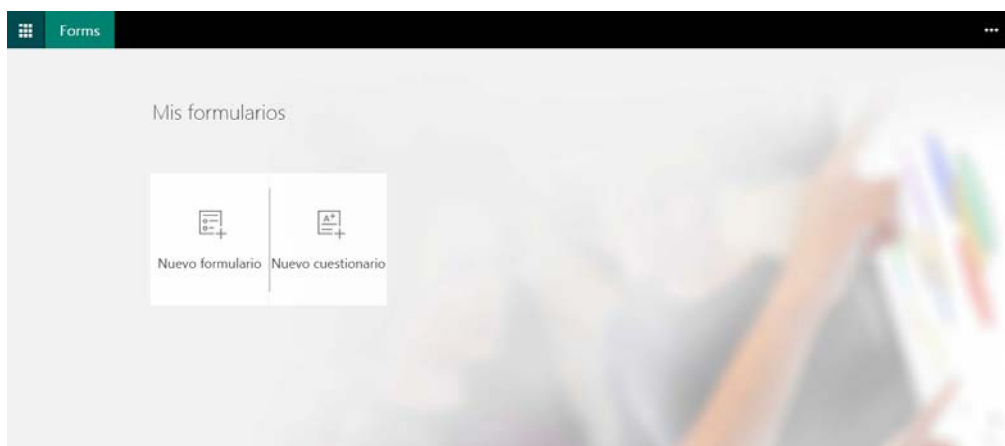 Forms
Mis formularios
Nuevo formulario
Nuevo cuestionario